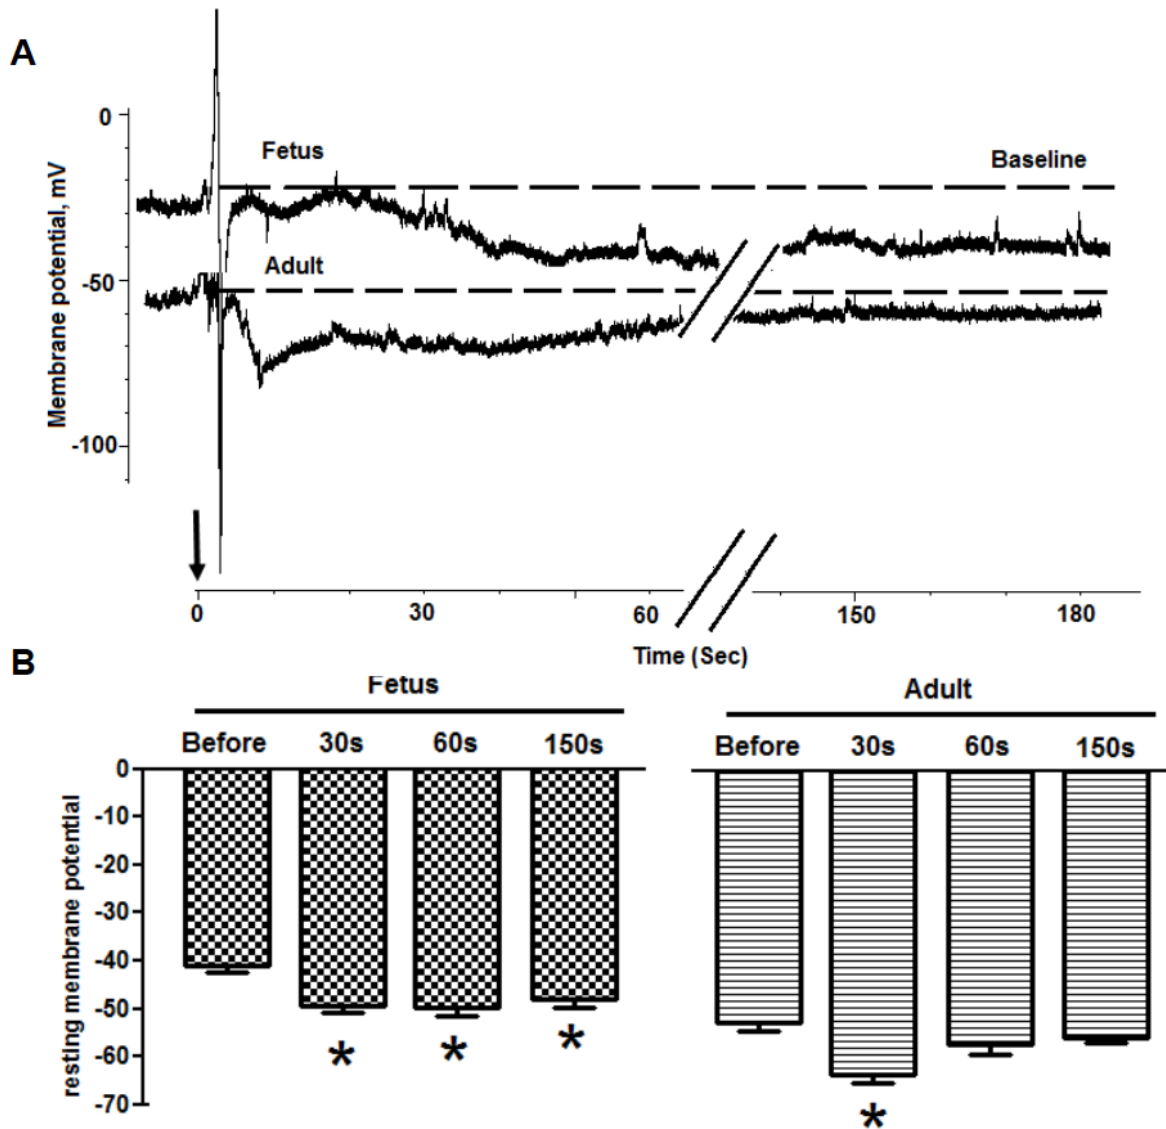 A
0
Fetus
Baseline
Membrane potential, mV
-50
Adult
-100
0 30 60 150 180
Time (Sec)
B
Fetus Adult
Before 30s 60s 150s Before 30s 60s 150s
0
-10
-20
-30
-40
-50
-60
-70
resting membrane potential
* * *
*